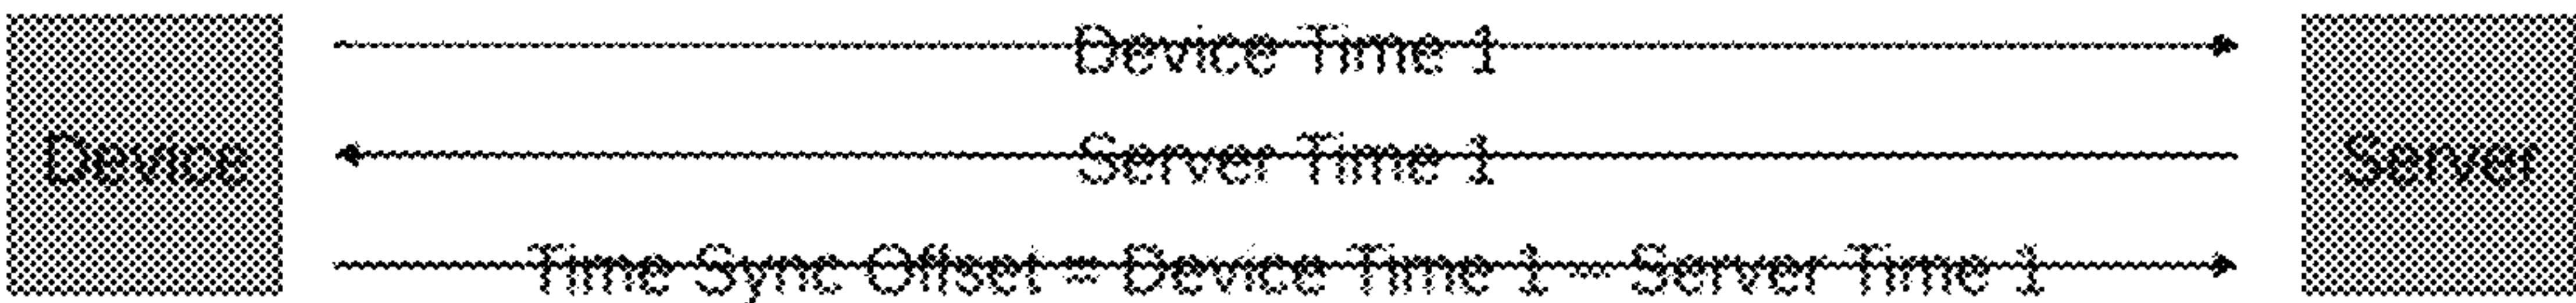 Device Time 1
Device
Server Time 1
Server
Time Sync Offset = Device Time 1 - Server Time 1